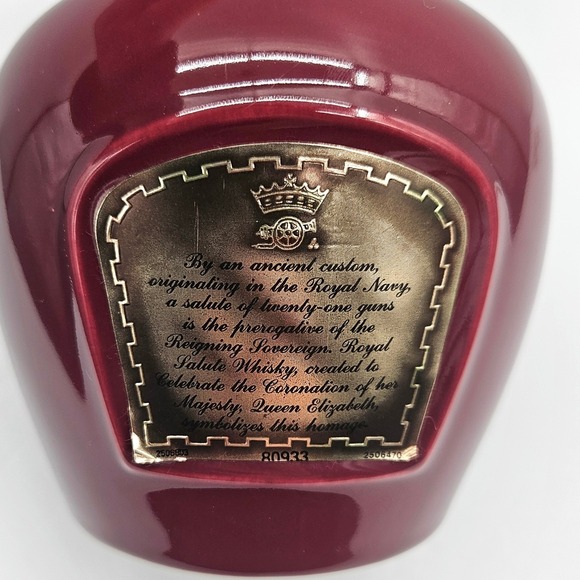 By an ancient custom,
originating in the Royal Navy,
a salute of twenty-one guns
is the prerogative of the
Reigning Sovereign. Royal
Salute Whisky, created to
Celebrate the Coronation of her
Majesty, Queen Elizabeth,
symbolizes this homage.
80933 2506470